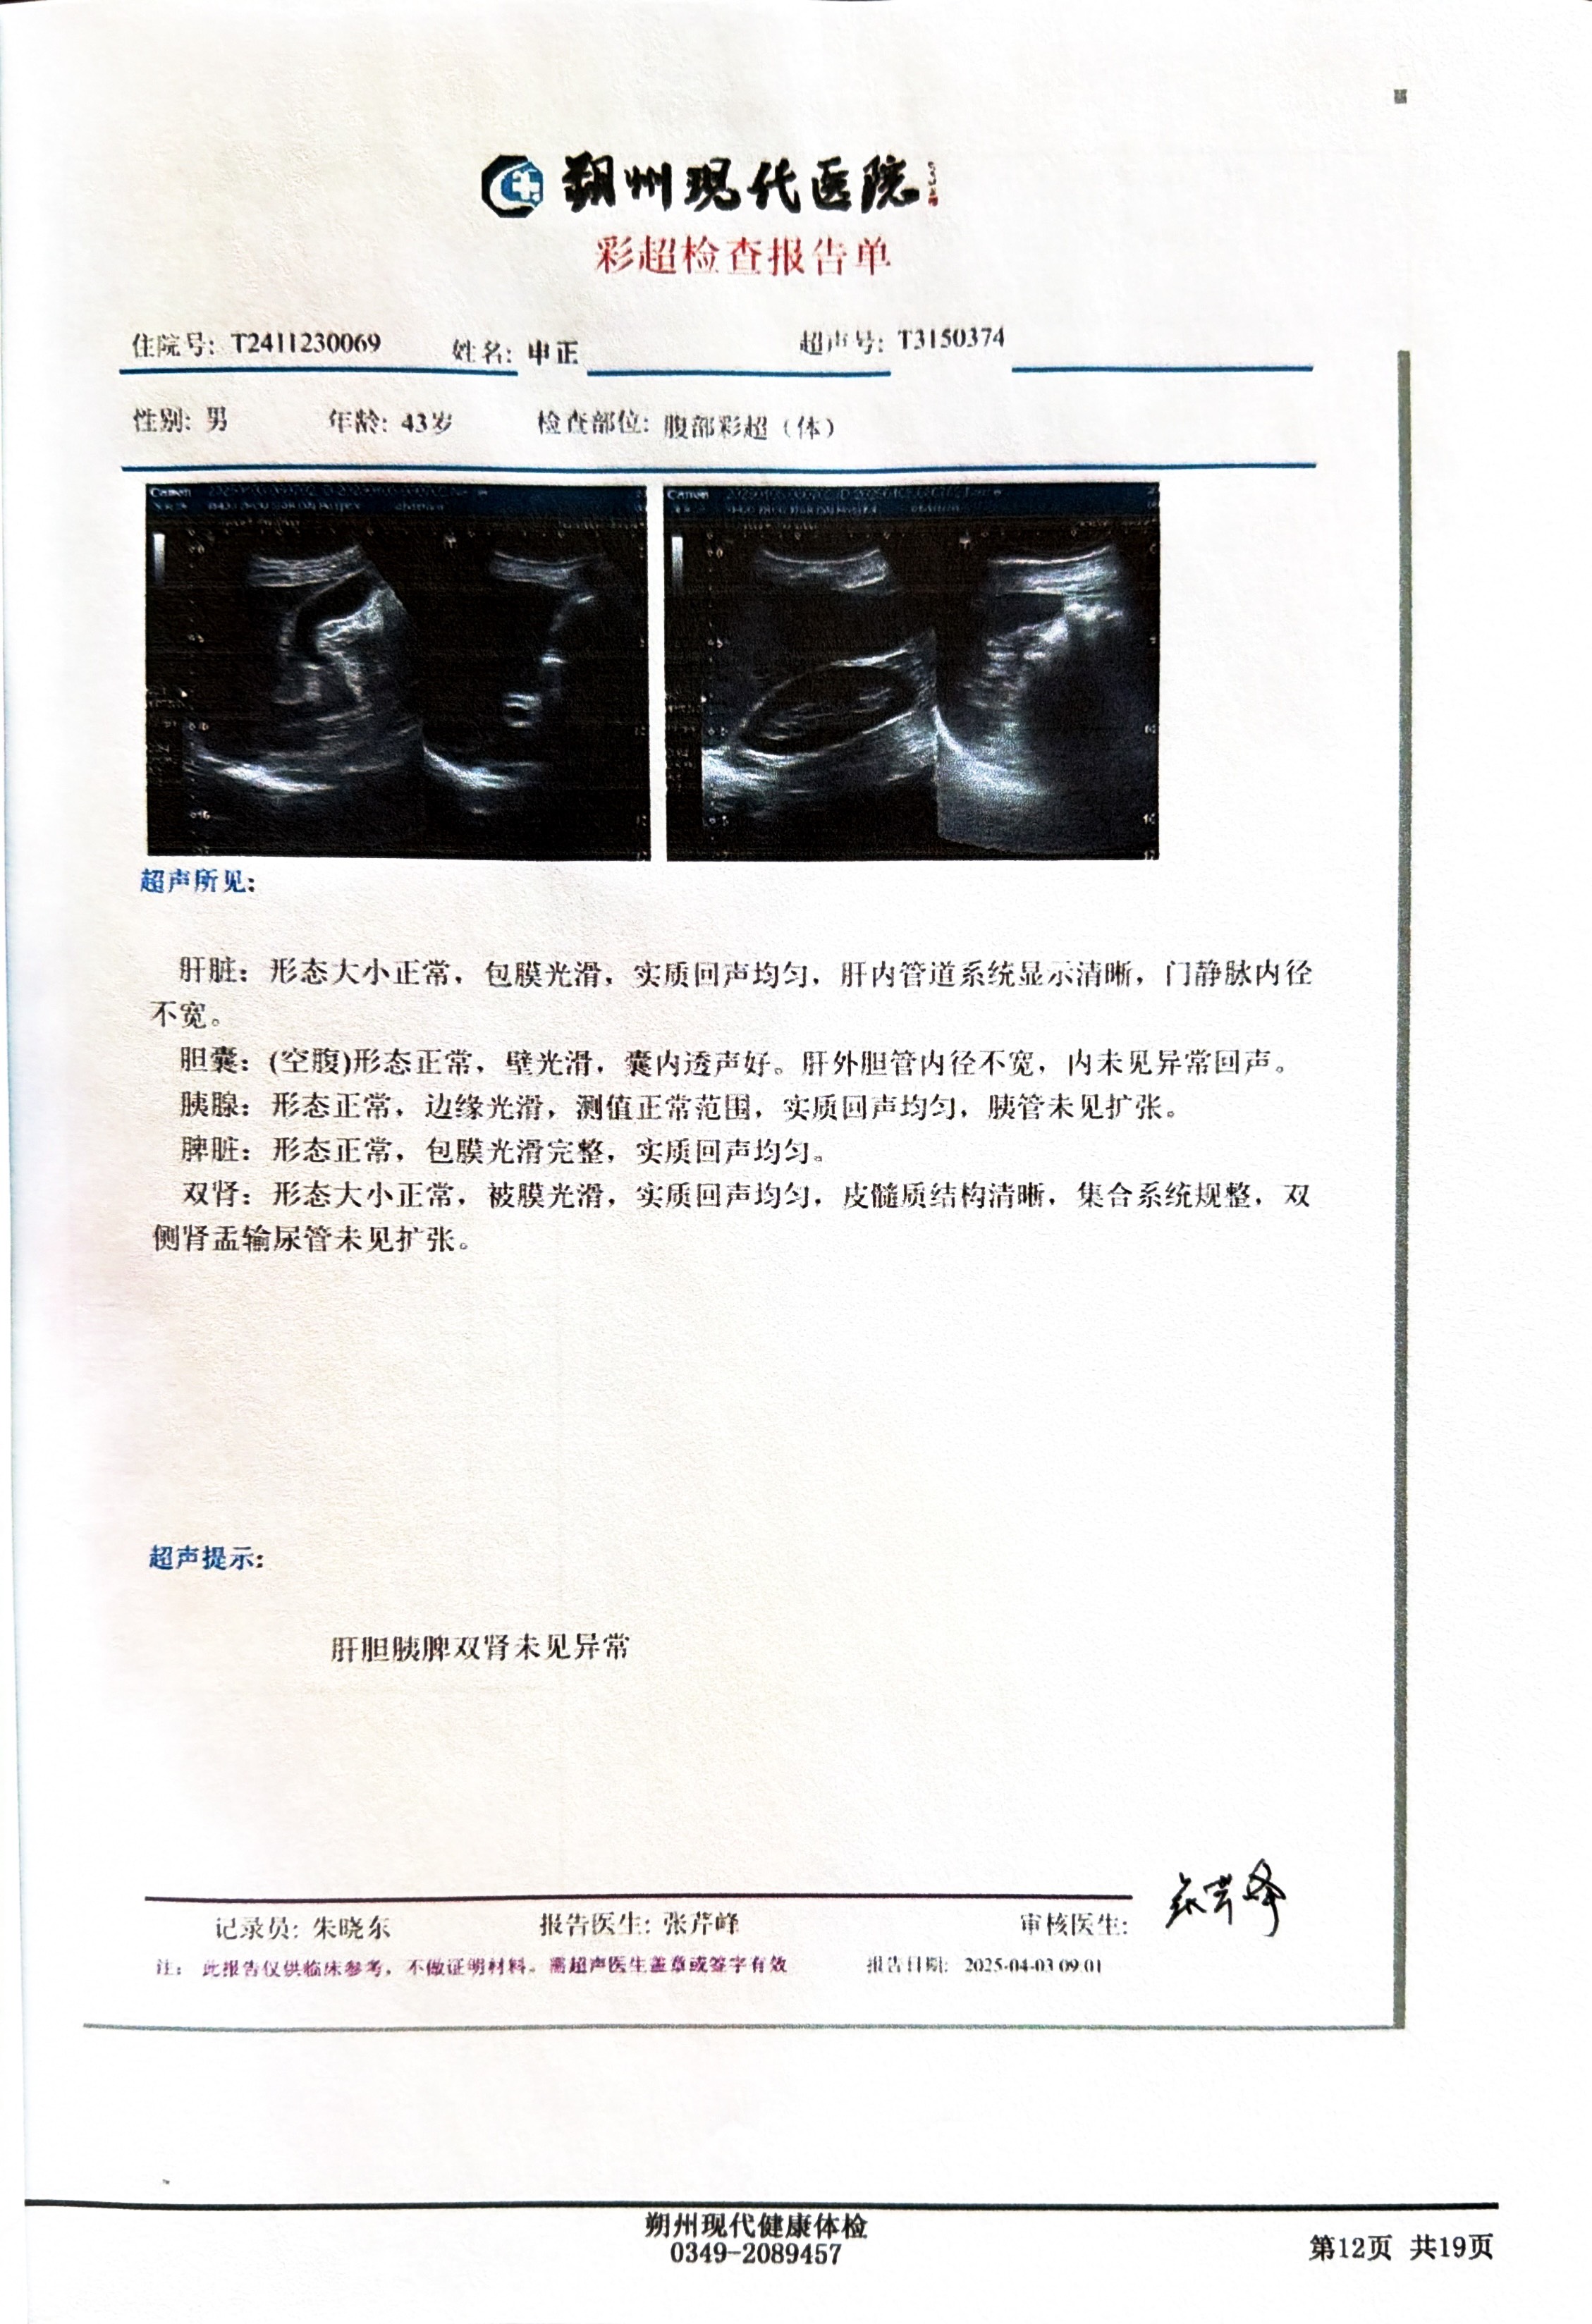 朔州现代医院
彩超检查报告单
住院号: T2411230069 姓名: 申正 超声号: T3150374
性别: 男 年龄: 43岁 检查部位: 腹部彩超（体）
Canon
Canon
超声所见:
肝脏: 形态大小正常, 包膜光滑, 实质回声均匀, 肝内管道系统显示清晰, 门静脉内径
不宽。
胆囊: (空腹)形态正常, 壁光滑, 囊内透声好。肝外胆管内径不宽, 内未见异常回声。
胰腺: 形态正常, 边缘光滑, 测值正常范围, 实质回声均匀, 胰管未见扩张。
脾脏: 形态正常, 包膜光滑完整, 实质回声均匀。
双肾: 形态大小正常, 被膜光滑, 实质回声均匀, 皮髓质结构清晰, 集合系统规整, 双
侧肾盂输尿管未见扩张。
超声提示:
肝胆胰脾双肾未见异常
记录员: 朱晓东 报告医生: 张芹峰 审核医生: 张芹峰
注: 此报告仅供临床参考, 不做证明材料。需超声医生盖章或签字有效 报告日期: 2025-04-03 09:01
朔州现代健康体检
0349-2089457
第12页 共19页